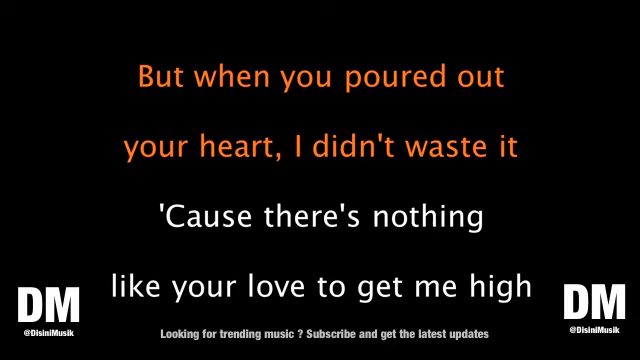 But when you poured out
your heart, I didn't waste it
'Cause there's nothing
like your love to get me high
DM
@DisiniMusik
Looking for trending music ? Subscribe and get the latest updates
DM
@DisiniMusik